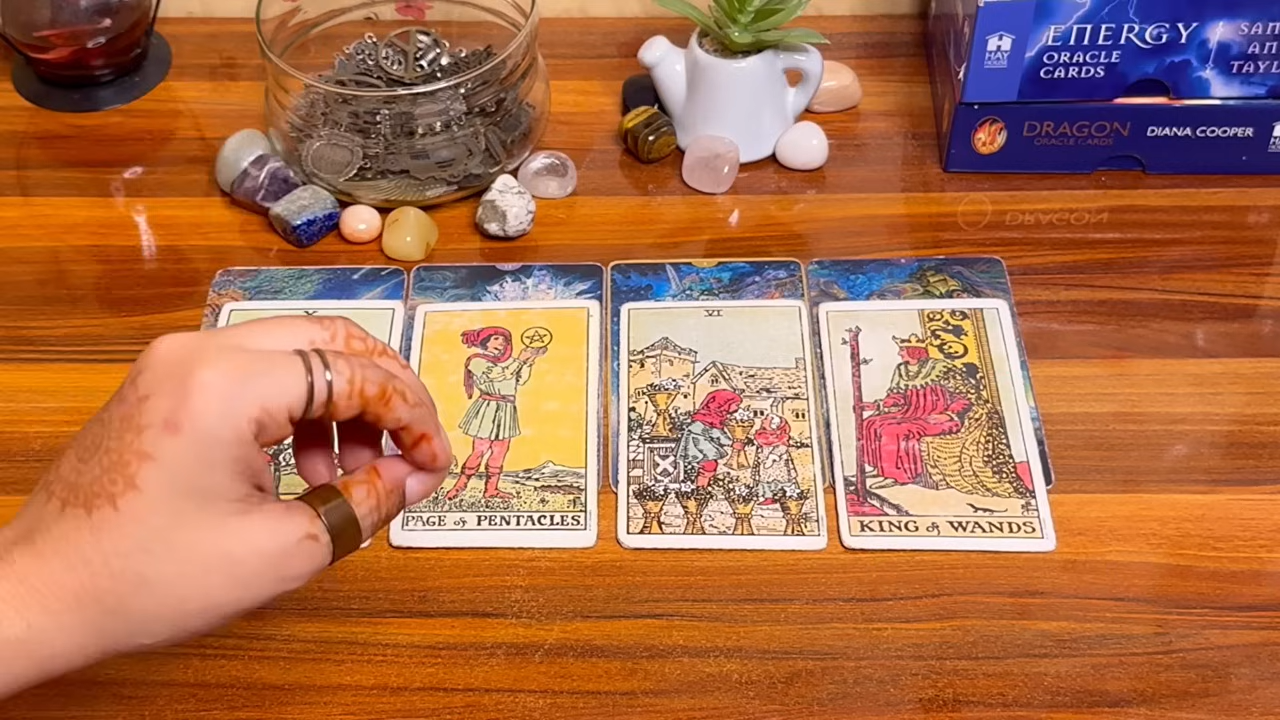 ENERGY
ORACLE
CARDS
HAY
HOUSE
DRAGON
ORACLE CARDS
DIANA COOPER
X
PAGE of PENTACLES.
VI
KING of WANDS